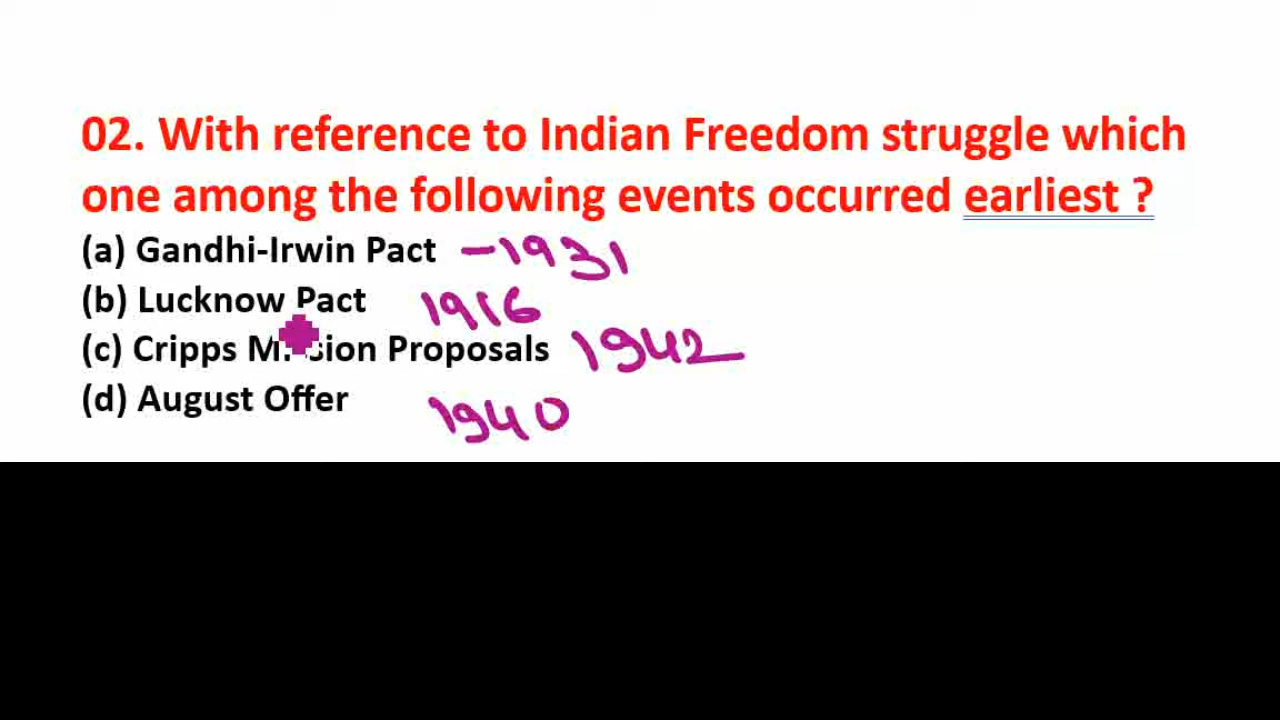 02. With reference to Indian Freedom struggle which
one among the following events occurred earliest ?
(a) Gandhi-Irwin Pact -1931
(b) Lucknow Pact 1916
(c) Cripps Mission Proposals 1942
(d) August Offer 1940